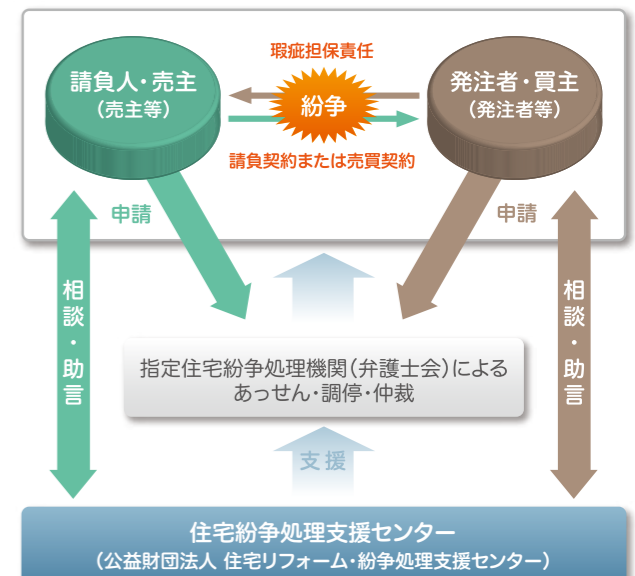 瑕疵担保責任
請負人・売主
（売主等）
紛争
発注者・買主
（発注者等）
請負契約または売買契約
申請
申請
相談・助言
相談・助言
指定住宅紛争処理機関（弁護士会）による
あっせん・調停・仲裁
支援
住宅紛争処理支援センター
（公益財団法人 住宅リフォーム・紛争処理支援センター）